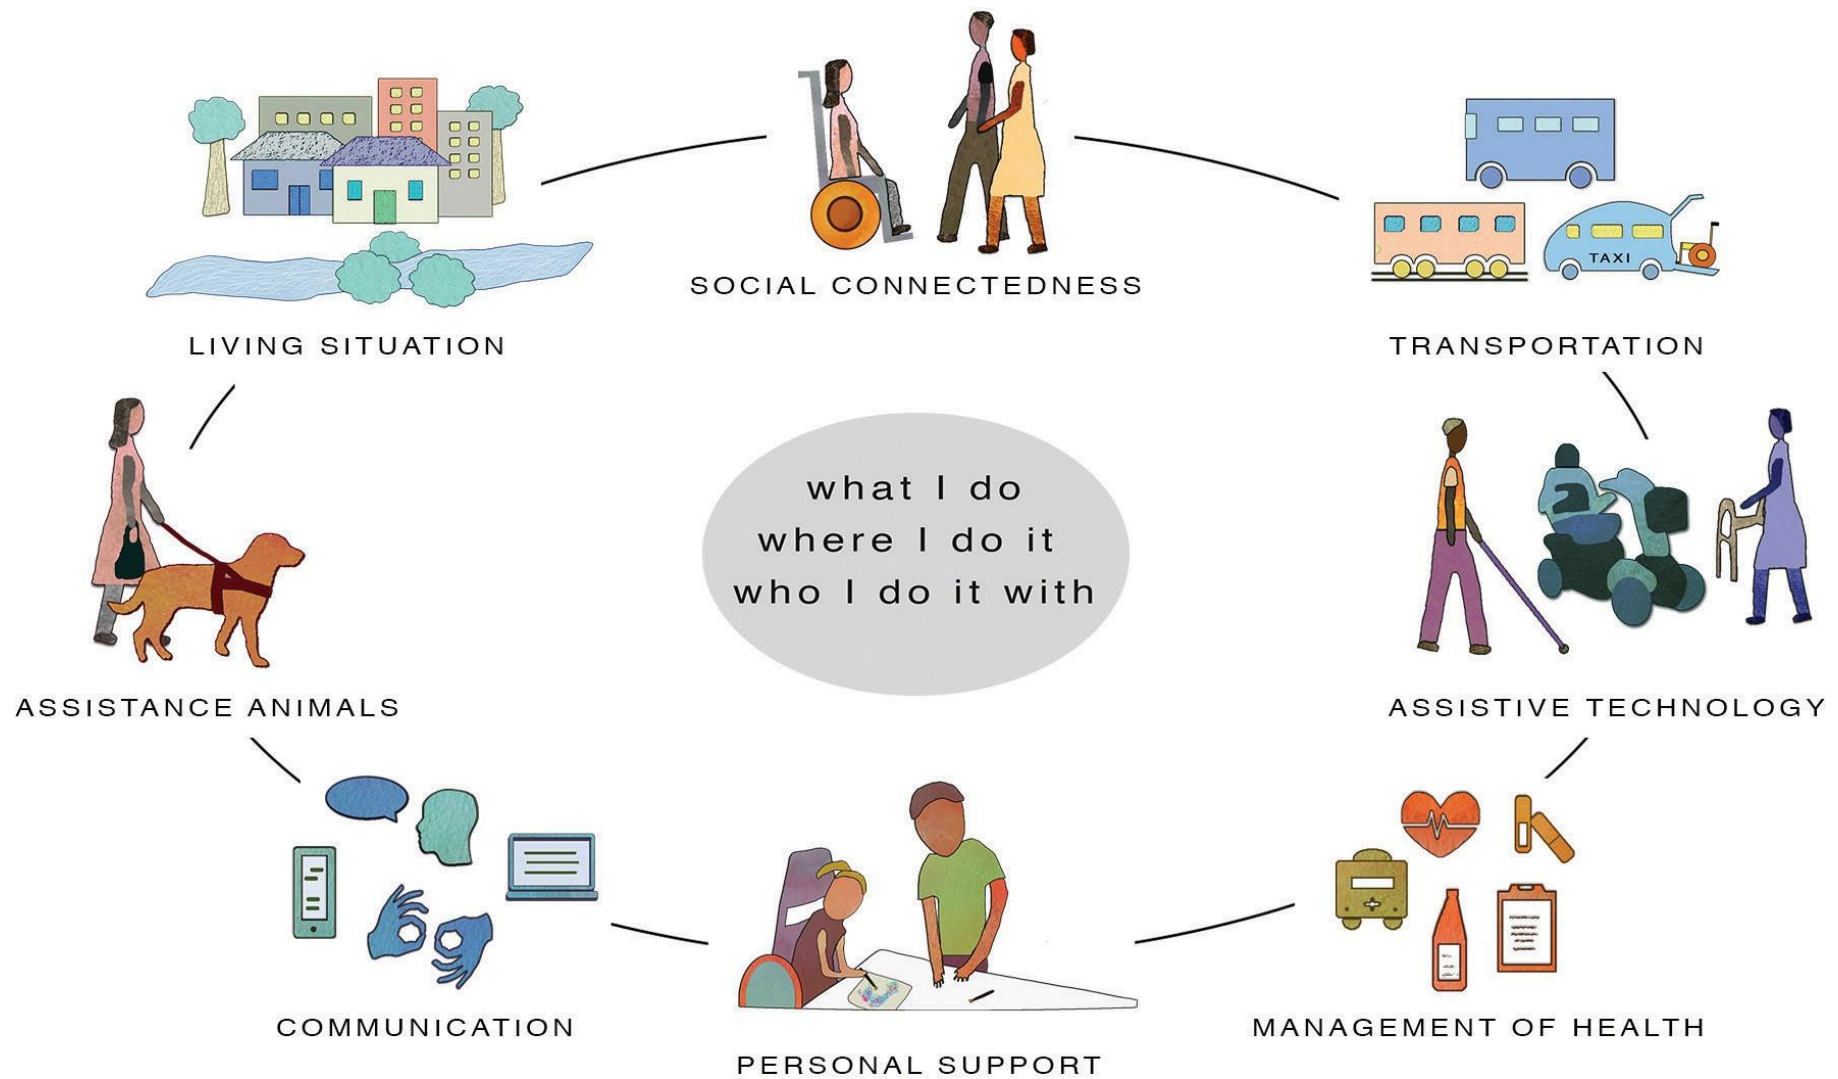 SOCIAL CONNECTEDNESS
LIVING SITUATION
TAXI
TRANSPORTATION
what I do
where I do it
who I do it with
ASSISTANCE ANIMALS
ASSISTIVE TECHNOLOGY
COMMUNICATION
MANAGEMENT OF HEALTH
PERSONAL SUPPORT